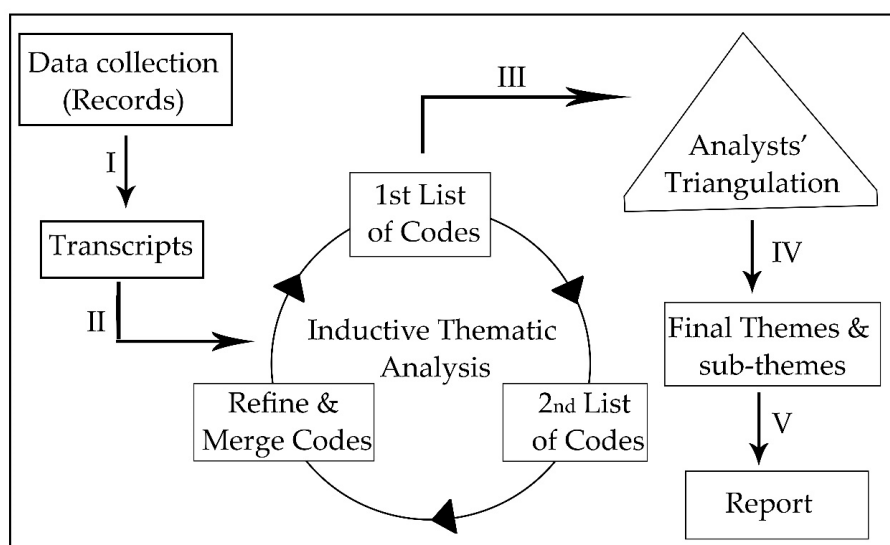 Data collection
(Records)
I
Transcripts
II
1st List
of Codes
Inductive Thematic
Analysis
Refine &
Merge Codes
2nd List
of Codes
III
Analysts'
Triangulation
IV
Final Themes &
sub-themes
V
Report